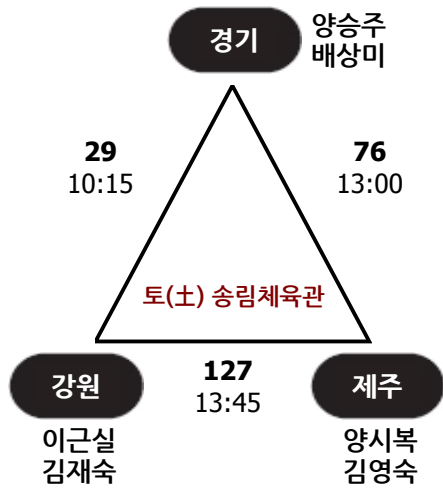 경기
양승주
배상미
29
10:15
76
13:00
토(土) 송림체육관
강원
127
13:45
제주
이근실
김재숙
양시복
김영숙